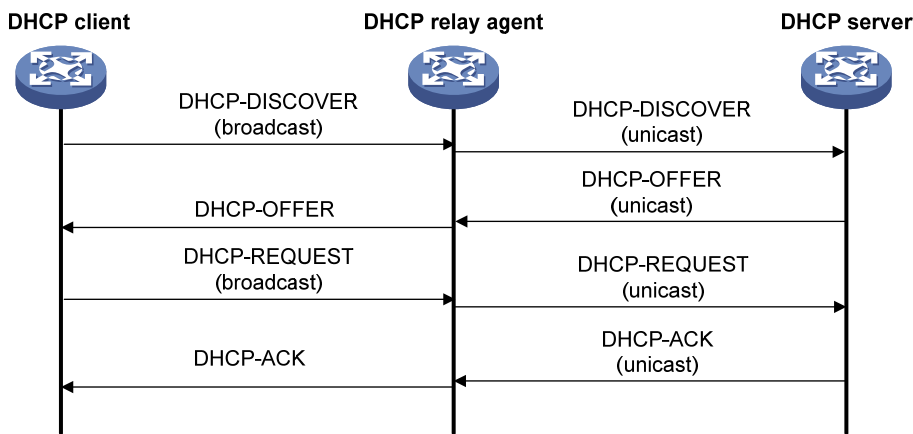 DHCP client
DHCP relay agent
DHCP server
DHCP-DISCOVER
(broadcast)
DHCP-DISCOVER
(unicast)
DHCP-OFFER
(unicast)
DHCP-OFFER
DHCP-REQUEST
(broadcast)
DHCP-REQUEST
(unicast)
DHCP-ACK
(unicast)
DHCP-ACK